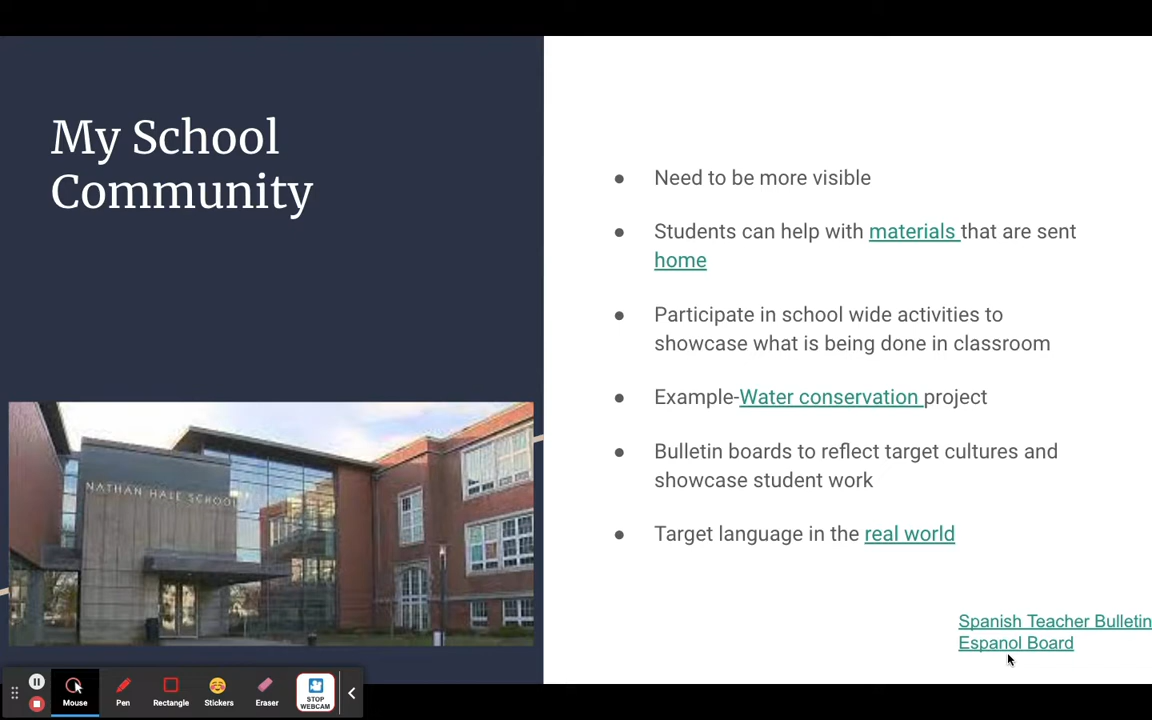 My School
Community
Need to be more visible
Students can help with materials that are sent
home
Participate in school wide activities to
showcase what is being done in classroom
Example-Water conservation project
Bulletin boards to reflect target cultures and
showcase student work
Target language in the real world
NATHAN HALE SCHOOL
Spanish Teacher Bulletin
Espanol Board
Mouse
Pen
Rectangle
Stickers
Eraser
STOP
WEBCAM